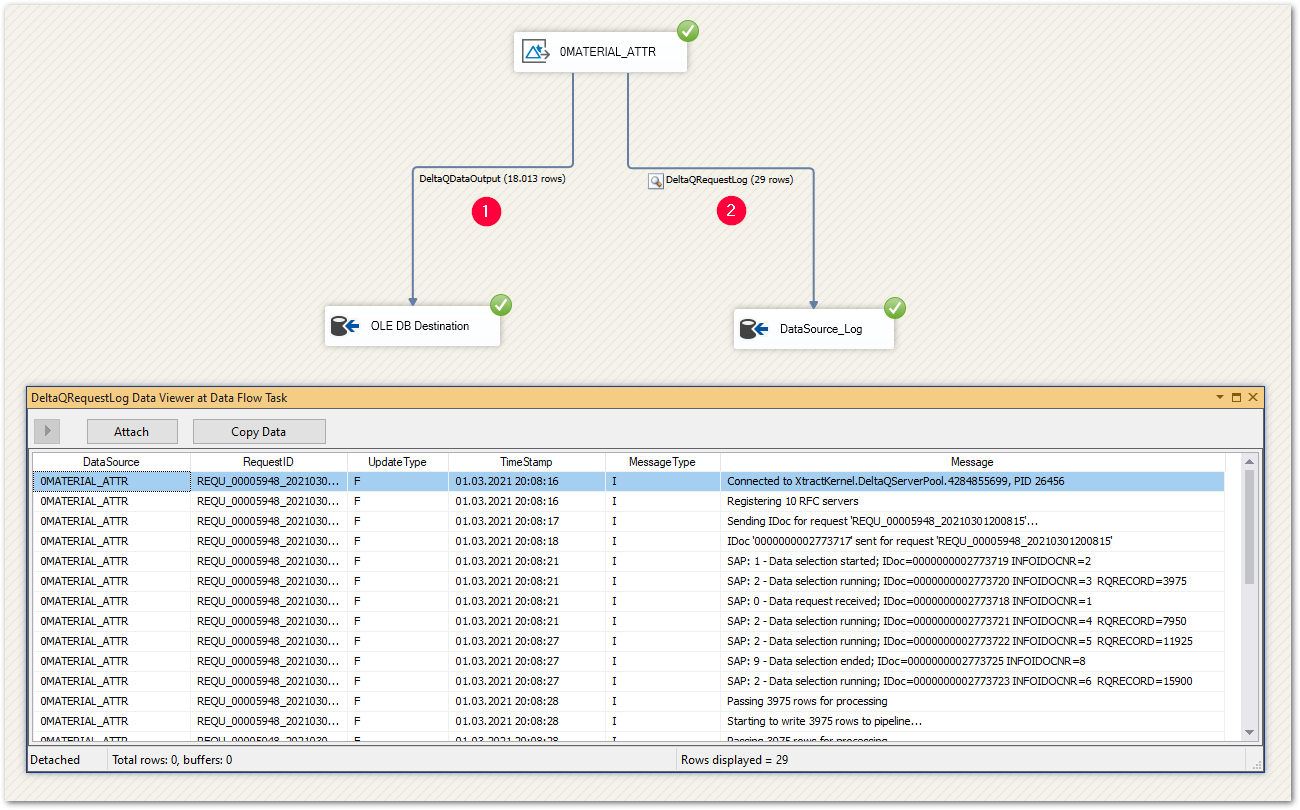 0MATERIAL_ATTR
DeltaQDataOutput (18.013 rows)
DeltaQRequestLog (29 rows)
1
2
OLE DB Destination
DataSource_Log
DeltaQRequestLog Data Viewer at Data Flow Task
Attach Copy Data
DataSource RequestID UpdateType TimeStamp MessageType Message
0MATERIAL_ATTR REQU_00005948_2021030... F 01.03.2021 20:08:16 I Connected to XtractKernel.DeltaQServerPool.4284855699, PID 26456
0MATERIAL_ATTR REQU_00005948_2021030... F 01.03.2021 20:08:16 I Registering 10 RFC servers
0MATERIAL_ATTR REQU_00005948_2021030... F 01.03.2021 20:08:17 I Sending IDoc for request 'REQU_00005948_20210301200815'...
0MATERIAL_ATTR REQU_00005948_2021030... F 01.03.2021 20:08:18 I IDoc '0000000002773717' sent for request 'REQU_00005948_20210301200815'
0MATERIAL_ATTR REQU_00005948_2021030... F 01.03.2021 20:08:21 I SAP: 1 - Data selection started; IDoc=0000000002773719 INFOIDOCNR=2
0MATERIAL_ATTR REQU_00005948_2021030... F 01.03.2021 20:08:21 I SAP: 2 - Data selection running; IDoc=0000000002773720 INFOIDOCNR=3 RQRECORD=3975
0MATERIAL_ATTR REQU_00005948_2021030... F 01.03.2021 20:08:21 I SAP: 0 - Data request received; IDoc=0000000002773718 INFOIDOCNR=1
0MATERIAL_ATTR REQU_00005948_2021030... F 01.03.2021 20:08:21 I SAP: 2 - Data selection running; IDoc=0000000002773721 INFOIDOCNR=4 RQRECORD=7950
0MATERIAL_ATTR REQU_00005948_2021030... F 01.03.2021 20:08:27 I SAP: 2 - Data selection running; IDoc=0000000002773722 INFOIDOCNR=5 RQRECORD=11925
0MATERIAL_ATTR REQU_00005948_2021030... F 01.03.2021 20:08:27 I SAP: 9 - Data selection ended; IDoc=0000000002773725 INFOIDOCNR=8
0MATERIAL_ATTR REQU_00005948_2021030... F 01.03.2021 20:08:27 I SAP: 2 - Data selection running; IDoc=0000000002773723 INFOIDOCNR=6 RQRECORD=15900
0MATERIAL_ATTR REQU_00005948_2021030... F 01.03.2021 20:08:28 I Passing 3975 rows for processing
0MATERIAL_ATTR REQU_00005948_2021030... F 01.03.2021 20:08:28 I Starting to write 3975 rows to pipeline...
0MATERIAL_ATTR REQU_00005948_2021030... F 01.03.2021 20:08:28 I Passing 3975 rows for processing
Detached Total rows: 0, buffers: 0 Rows displayed = 29